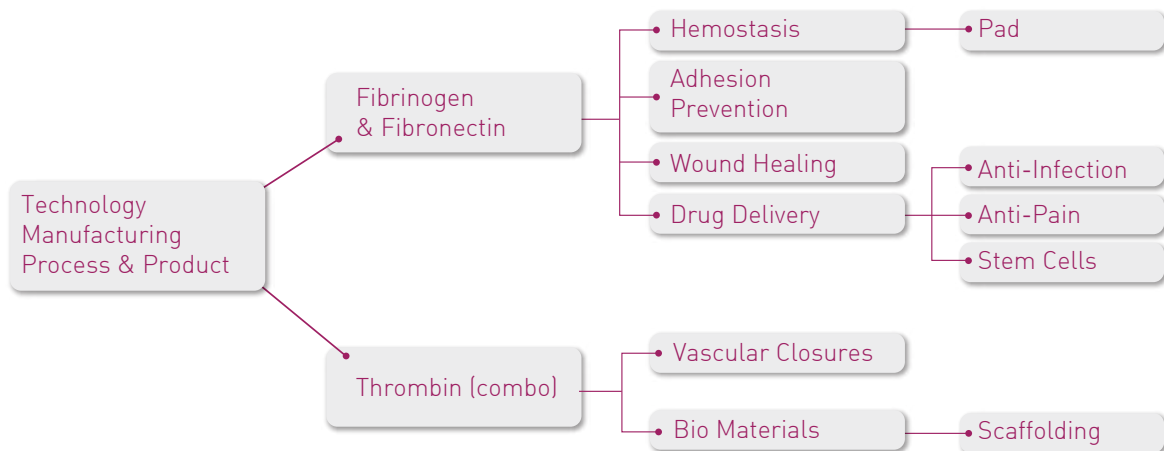 Technology
Manufacturing
Process & Product
Fibrinogen
& Fibronectin
Hemostasis
Pad
Adhesion
Prevention
Wound Healing
Drug Delivery
Anti-Infection
Anti-Pain
Stem Cells
Thrombin (combo)
Vascular Closures
Bio Materials
Scaffolding